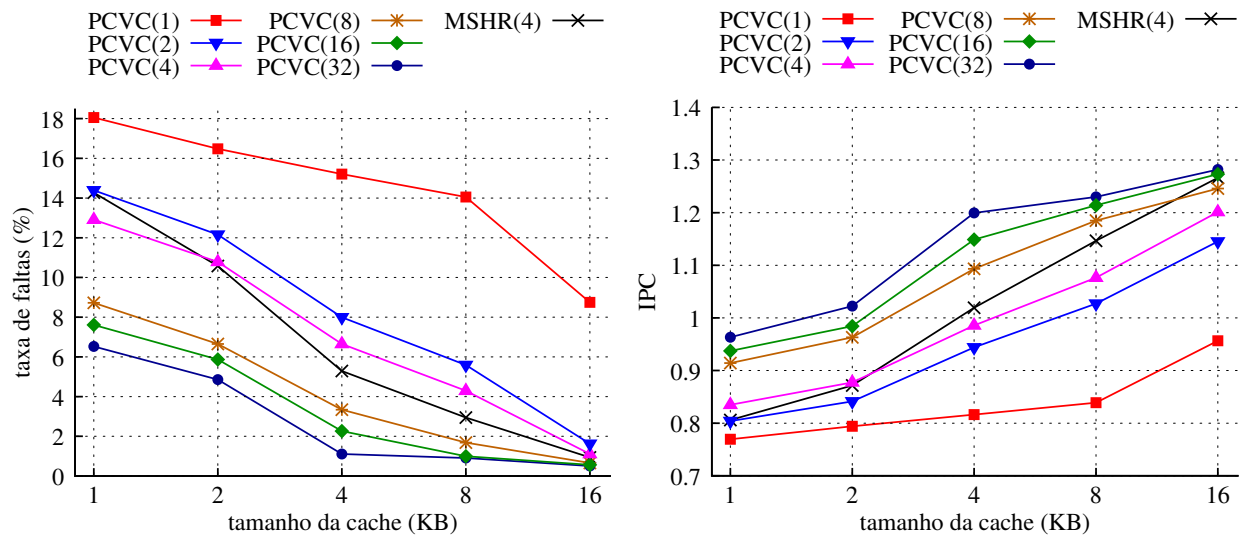 PCVC(1) PCVC(8) MSHR(4)
PCVC(2) PCVC(16)
PCVC(4) PCVC(32)
18
16
14
12
10
8
6
4
2
0
taxa de faltas (%)
1 2 4 8 16
tamanho da cache (KB)
PCVC(1) PCVC(8) MSHR(4)
PCVC(2) PCVC(16)
PCVC(4) PCVC(32)
1.4
1.3
1.2
1.1
1
0.9
0.8
0.7
IPC
1 2 4 8 16
tamanho da cache (KB)